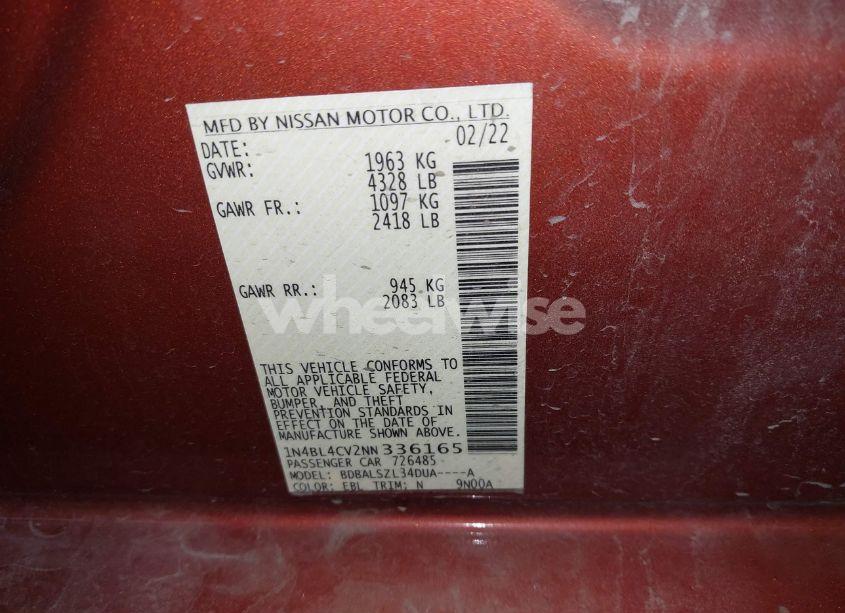 MFD BY NISSAN MOTOR CO., LTD.
DATE: 02/22
GVWR: 1963 KG
4328 LB
GAWR FR.: 1097 KG
2418 LB
GAWR RR.: 945 KG
2083 LB
wheelwise
THIS VEHICLE CONFORMS TO
ALL APPLICABLE FEDERAL
MOTOR VEHICLE SAFETY,
BUMPER, AND THEFT
PREVENTION STANDARDS IN
EFFECT ON THE DATE OF
MANUFACTURE SHOWN ABOVE.
1N4BL4CV2NN336165
PASSENGER CAR 726485
MODEL: BDBALSZL34DUA----A
COLOR: EBL TRIM: N 9N00A